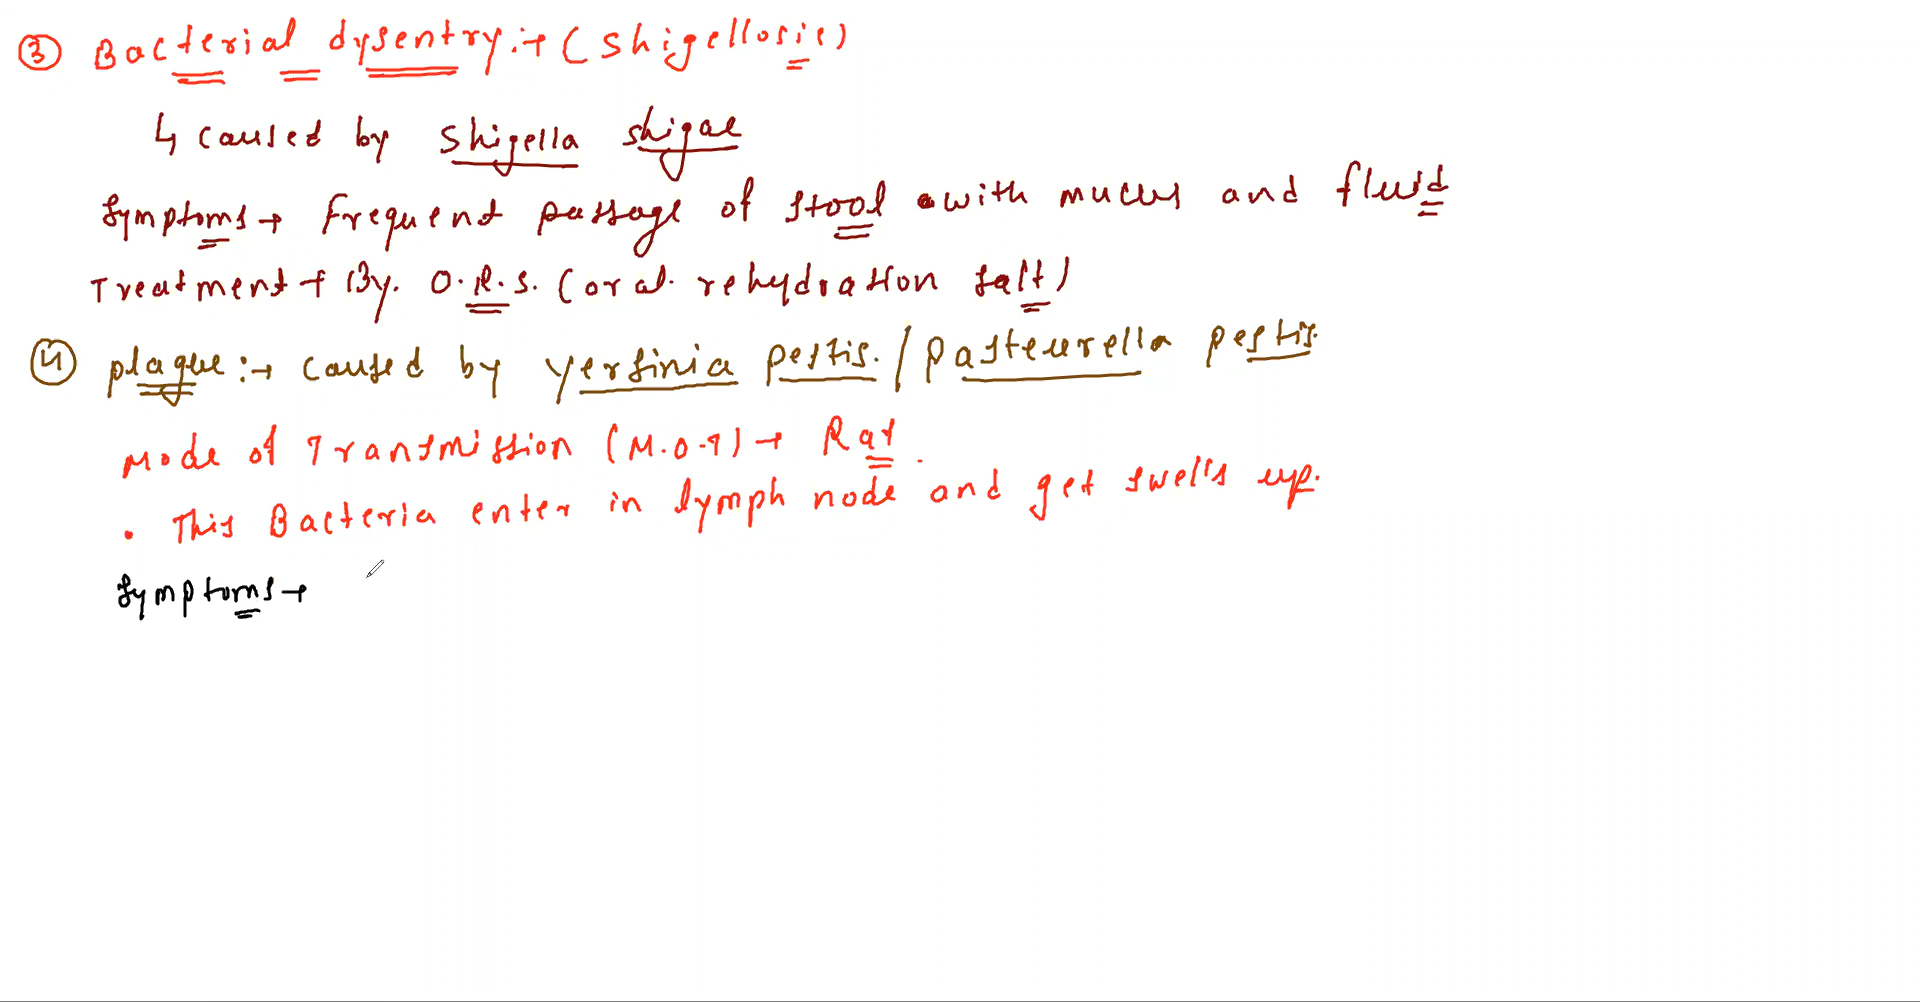 ③ Bacterial dysentry :→ (Shigellosis)
↳ caused by Shigella shigae
Symptoms → Frequent passage of stool with mucus and fluid
Treatment → By. O.R.S. (oral. rehydration salt)
④ plague :→ caused by Yersinia pestis. / Pasteurella pestis.
Mode of Transmission (M.O.T) → Rat.
• This Bacteria enter in lymph node and get swells up.
Symptoms →